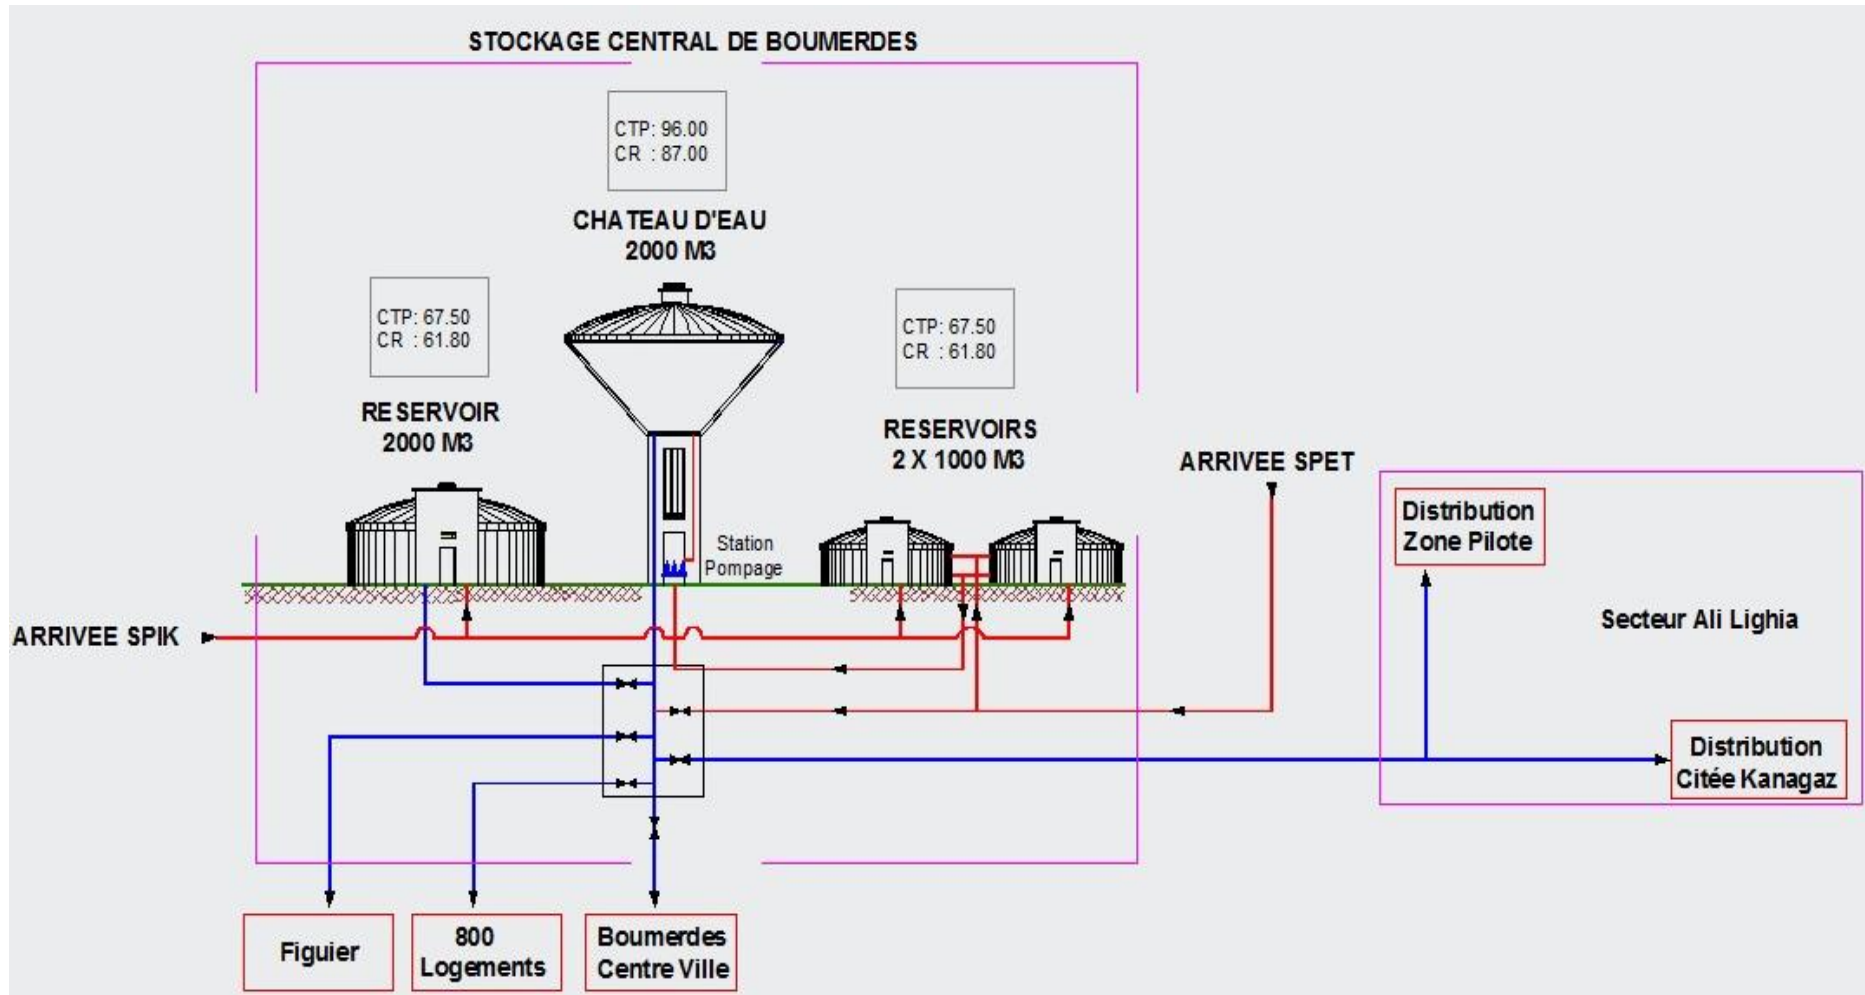 STOCKAGE CENTRAL DE BOUMERDES
CTP: 96.00
CR : 87.00
CHATEAU D'EAU
2000 M3
CTP: 67.50
CR : 61.80
RESERVOIR
2000 M3
CTP: 67.50
CR : 61.80
RESERVOIRS
2 X 1000 M3
ARRIVEE SPET
Station
Pompage
Distribution
Zone Pilote
Secteur Ali Lighia
ARRIVEE SPIK
Distribution
Citée Kanagaz
Figuier
800
Logements
Boumerdes
Centre Ville